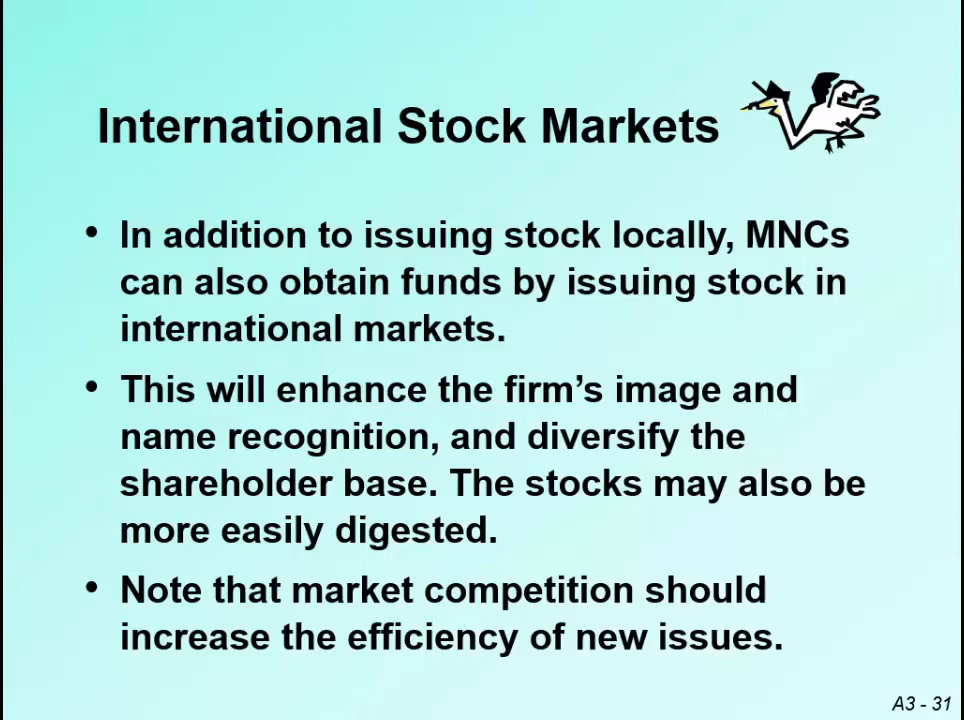 International Stock Markets
• In addition to issuing stock locally, MNCs
can also obtain funds by issuing stock in
international markets.
• This will enhance the firm’s image and
name recognition, and diversify the
shareholder base. The stocks may also be
more easily digested.
• Note that market competition should
increase the efficiency of new issues.
A3 - 31